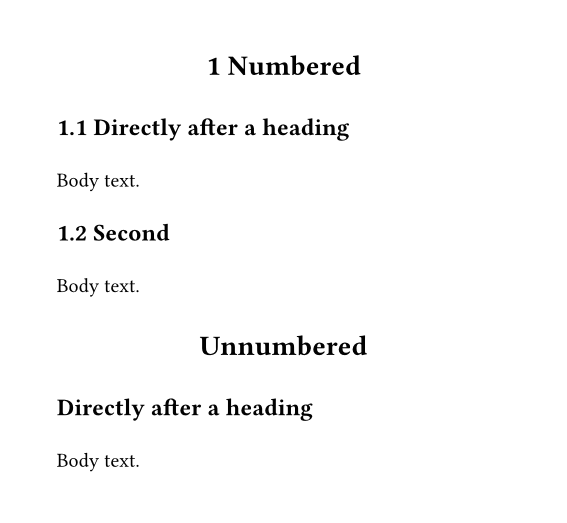 1 Numbered
1.1 Directly after a heading
Body text.
1.2 Second
Body text.
Unnumbered
Directly after a heading
Body text.